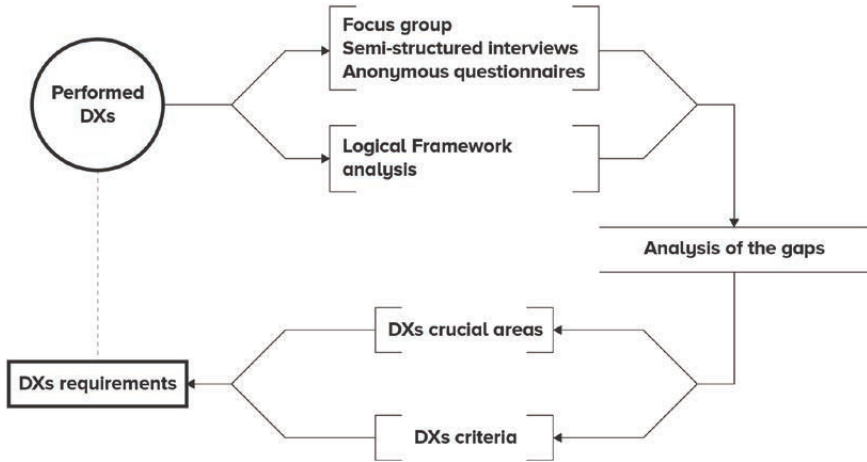 Performed
DXs
Focus group
Semi-structured interviews
Anonymous questionnaires
Logical Framework
analysis
Analysis of the gaps
DXs crucial areas
DXs requirements
DXs criteria